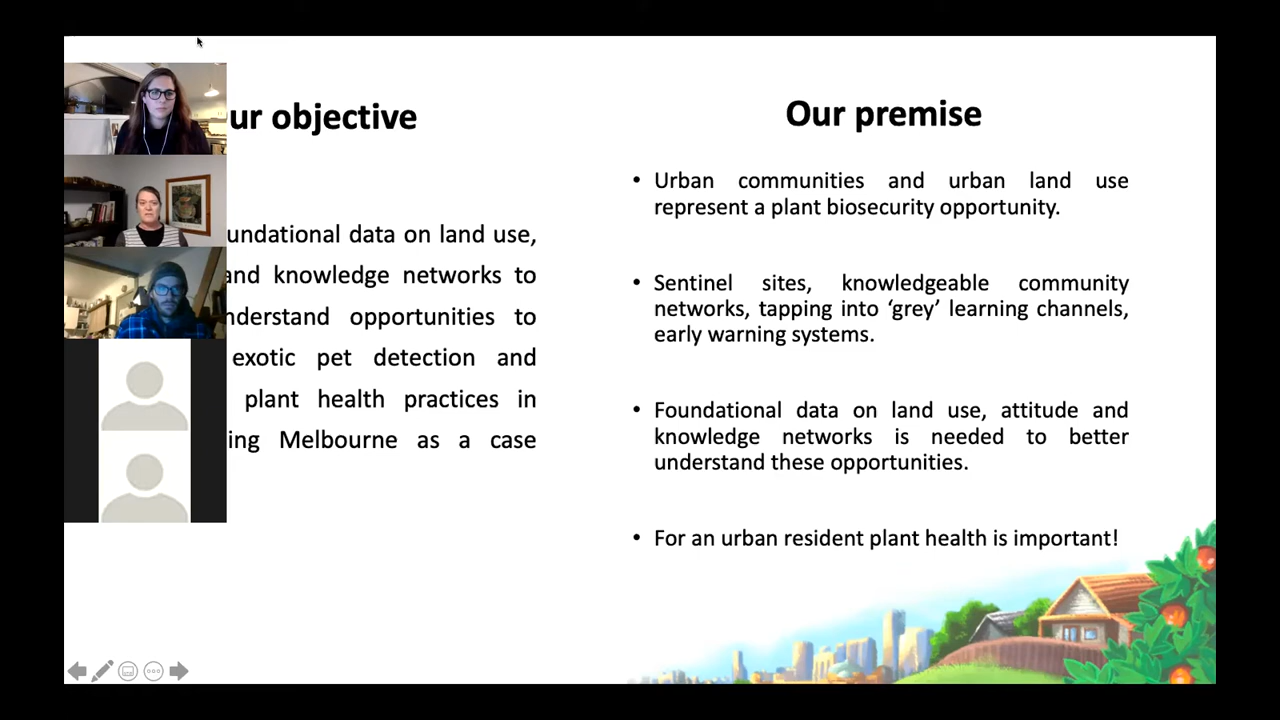 ur objective
undational data on land use,
and knowledge networks to
nderstand opportunities to
exotic pet detection and
plant health practices in
ing Melbourne as a case
Our premise
• Urban communities and urban land use
represent a plant biosecurity opportunity.
• Sentinel sites, knowledgeable community
networks, tapping into ‘grey’ learning channels,
early warning systems.
• Foundational data on land use, attitude and
knowledge networks is needed to better
understand these opportunities.
• For an urban resident plant health is important!